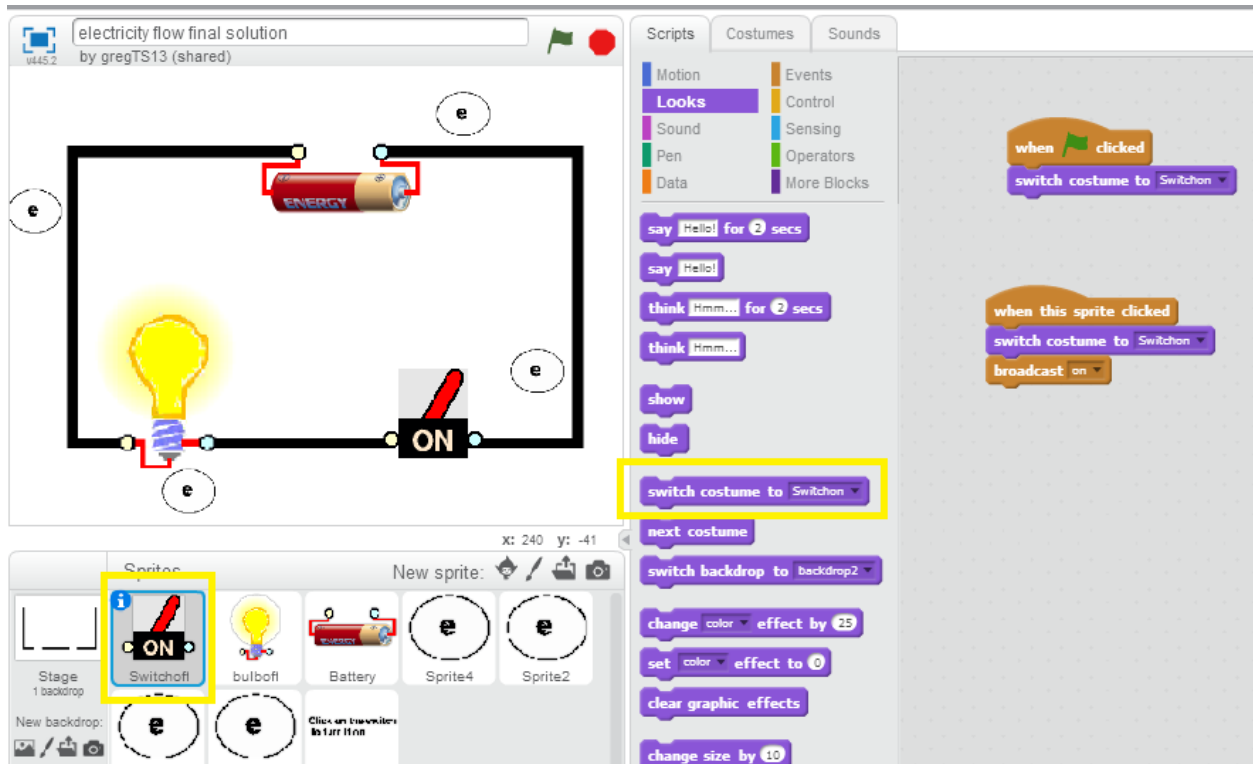 electricity flow final solution
v445.2
by gregTS13 (shared)
e
e
ENERGY
e
ON
e
x: 240 y: -41
Sprites
New sprite:
Stage
1 backdrop
New backdrop:
ON
Switchofl
bulbofl
Battery
e
Sprite4
e
Sprite2
e
e
Scripts
Costumes
Sounds
Motion
Events
Looks
Control
Sound
Sensing
Pen
Operators
Data
More Blocks
say Hello! for 2 secs
say Hello!
think Hmm... for 2 secs
think Hmm...
show
hide
switch costume to Switchon
next costume
switch backdrop to backdrop2
change color effect by 25
set color effect to 0
clear graphic effects
change size by 10
when clicked
switch costume to Switchon
when this sprite clicked
switch costume to Switchon
broadcast on